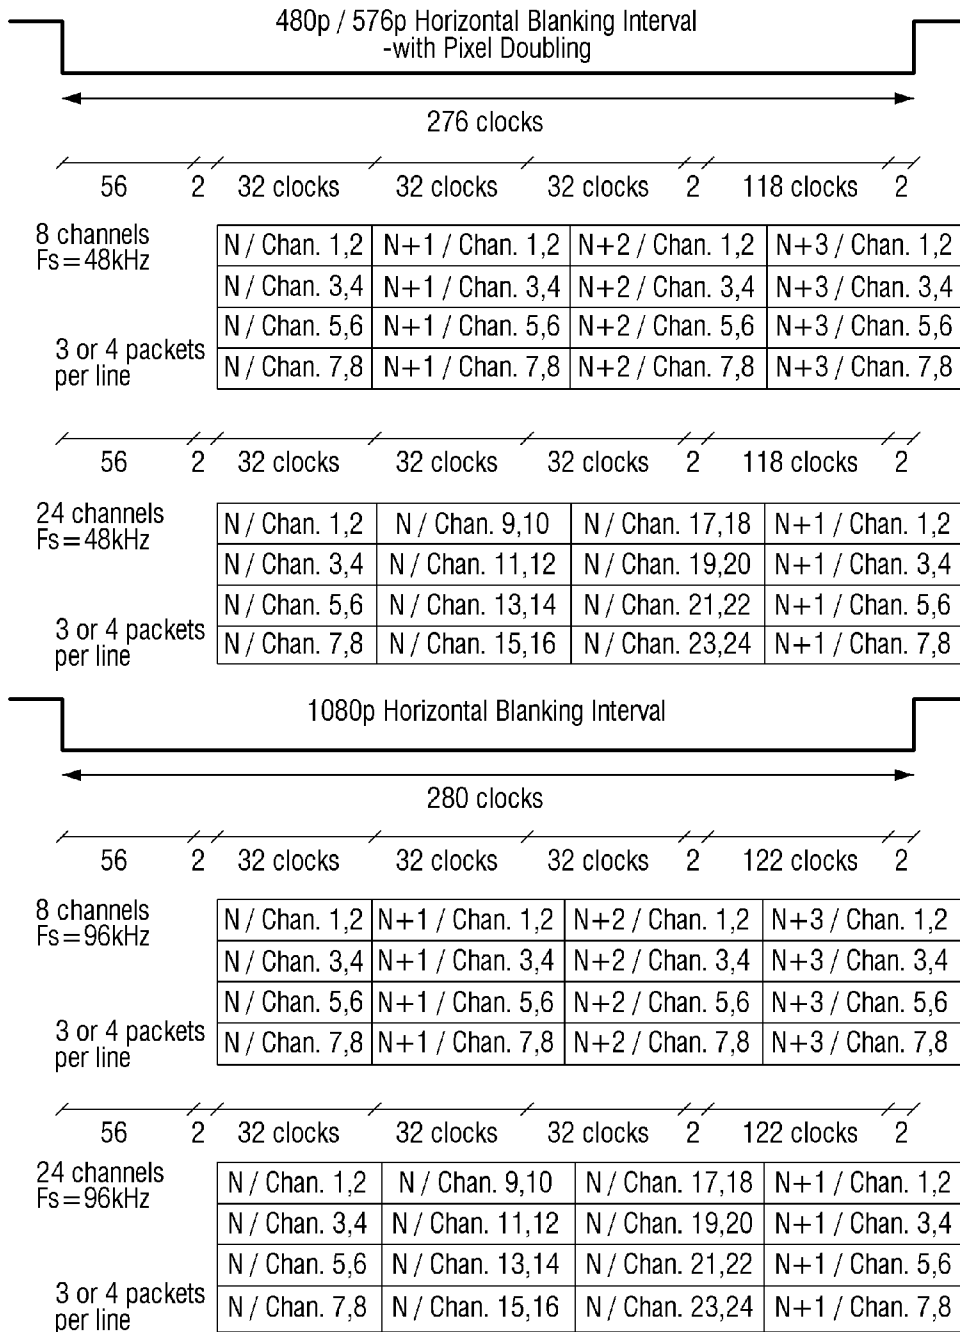 480p / 576p Horizontal Blanking Interval
-with Pixel Doubling
276 clocks
56 2 32 clocks 32 clocks 32 clocks 2 118 clocks 2
8 channels
Fs=48kHz
3 or 4 packets
per line
N / Chan. 1,2 N+1 / Chan. 1,2 N+2 / Chan. 1,2 N+3 / Chan. 1,2
N / Chan. 3,4 N+1 / Chan. 3,4 N+2 / Chan. 3,4 N+3 / Chan. 3,4
N / Chan. 5,6 N+1 / Chan. 5,6 N+2 / Chan. 5,6 N+3 / Chan. 5,6
N / Chan. 7,8 N+1 / Chan. 7,8 N+2 / Chan. 7,8 N+3 / Chan. 7,8
56 2 32 clocks 32 clocks 32 clocks 2 118 clocks 2
24 channels
Fs=48kHz
3 or 4 packets
per line
N / Chan. 1,2 N / Chan. 9,10 N / Chan. 17,18 N+1 / Chan. 1,2
N / Chan. 3,4 N / Chan. 11,12 N / Chan. 19,20 N+1 / Chan. 3,4
N / Chan. 5,6 N / Chan. 13,14 N / Chan. 21,22 N+1 / Chan. 5,6
N / Chan. 7,8 N / Chan. 15,16 N / Chan. 23,24 N+1 / Chan. 7,8
1080p Horizontal Blanking Interval
280 clocks
56 2 32 clocks 32 clocks 32 clocks 2 122 clocks 2
8 channels
Fs=96kHz
3 or 4 packets
per line
N / Chan. 1,2 N+1 / Chan. 1,2 N+2 / Chan. 1,2 N+3 / Chan. 1,2
N / Chan. 3,4 N+1 / Chan. 3,4 N+2 / Chan. 3,4 N+3 / Chan. 3,4
N / Chan. 5,6 N+1 / Chan. 5,6 N+2 / Chan. 5,6 N+3 / Chan. 5,6
N / Chan. 7,8 N+1 / Chan. 7,8 N+2 / Chan. 7,8 N+3 / Chan. 7,8
56 2 32 clocks 32 clocks 32 clocks 2 122 clocks 2
24 channels
Fs=96kHz
3 or 4 packets
per line
N / Chan. 1,2 N / Chan. 9,10 N / Chan. 17,18 N+1 / Chan. 1,2
N / Chan. 3,4 N / Chan. 11,12 N / Chan. 19,20 N+1 / Chan. 3,4
N / Chan. 5,6 N / Chan. 13,14 N / Chan. 21,22 N+1 / Chan. 5,6
N / Chan. 7,8 N / Chan. 15,16 N / Chan. 23,24 N+1 / Chan. 7,8